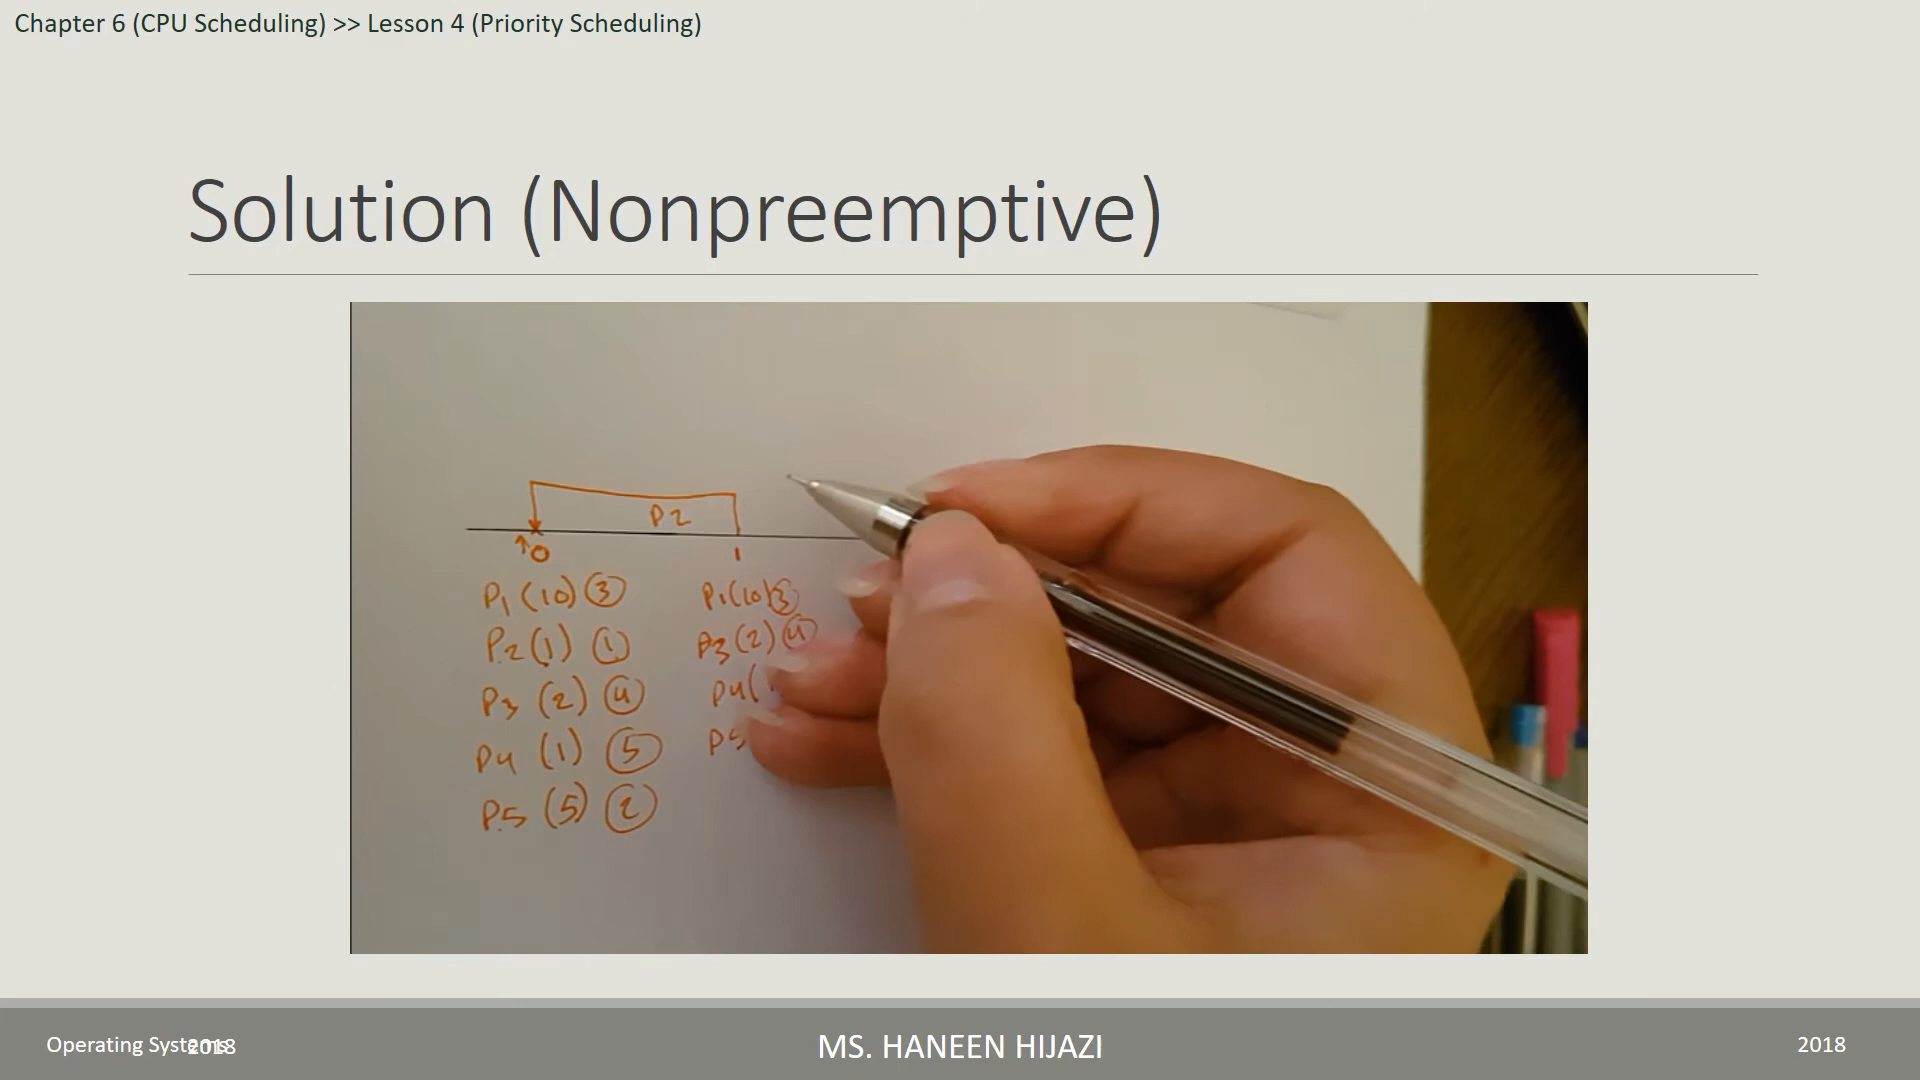 Chapter 6 (CPU Scheduling) >> Lesson 4 (Priority Scheduling)
Solution (Nonpreemptive)
P2
0
1
P1 (10) 3
P2 (1) 1
P3 (2) 4
P4 (1) 5
P5 (5) 2
P1 (10) 3
P3 (2) 4
P4 (
P5
Operating Systems
2018
MS. HANEEN HIJAZI
2018